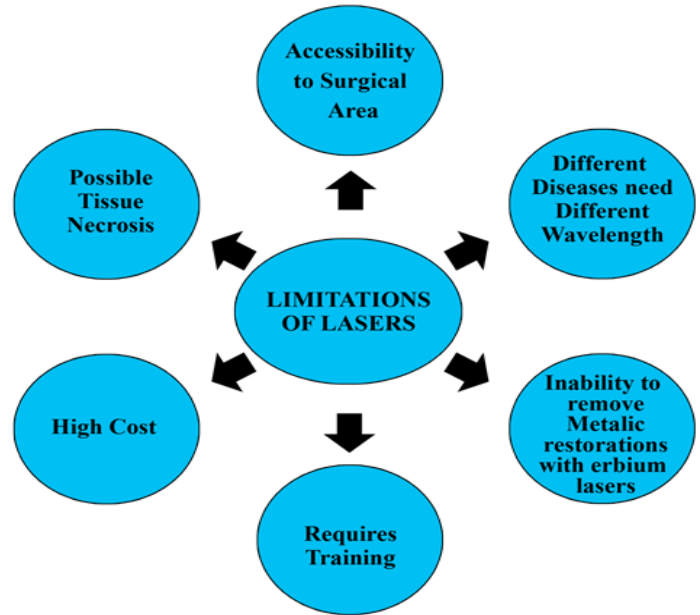 Accessibility
to Surgical
Area
Possible
Tissue
Necrosis
Different
Diseases need
Different
Wavelength
LIMITATIONS
OF LASERS
High Cost
Inability to
remove
Metalic
restorations
with erbium
lasers
Requires
Training